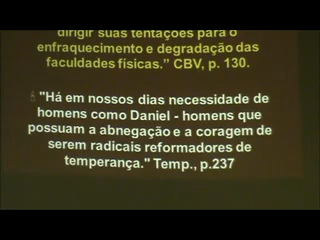 dirigir suas tentações para o
enfraquecimento e degradação das
faculdades físicas.” CBV, p. 130.
"Há em nossos dias necessidade de
homens como Daniel - homens que
possuam a abnegação e a coragem de
serem radicais reformadores de
temperança." Temp., p.237